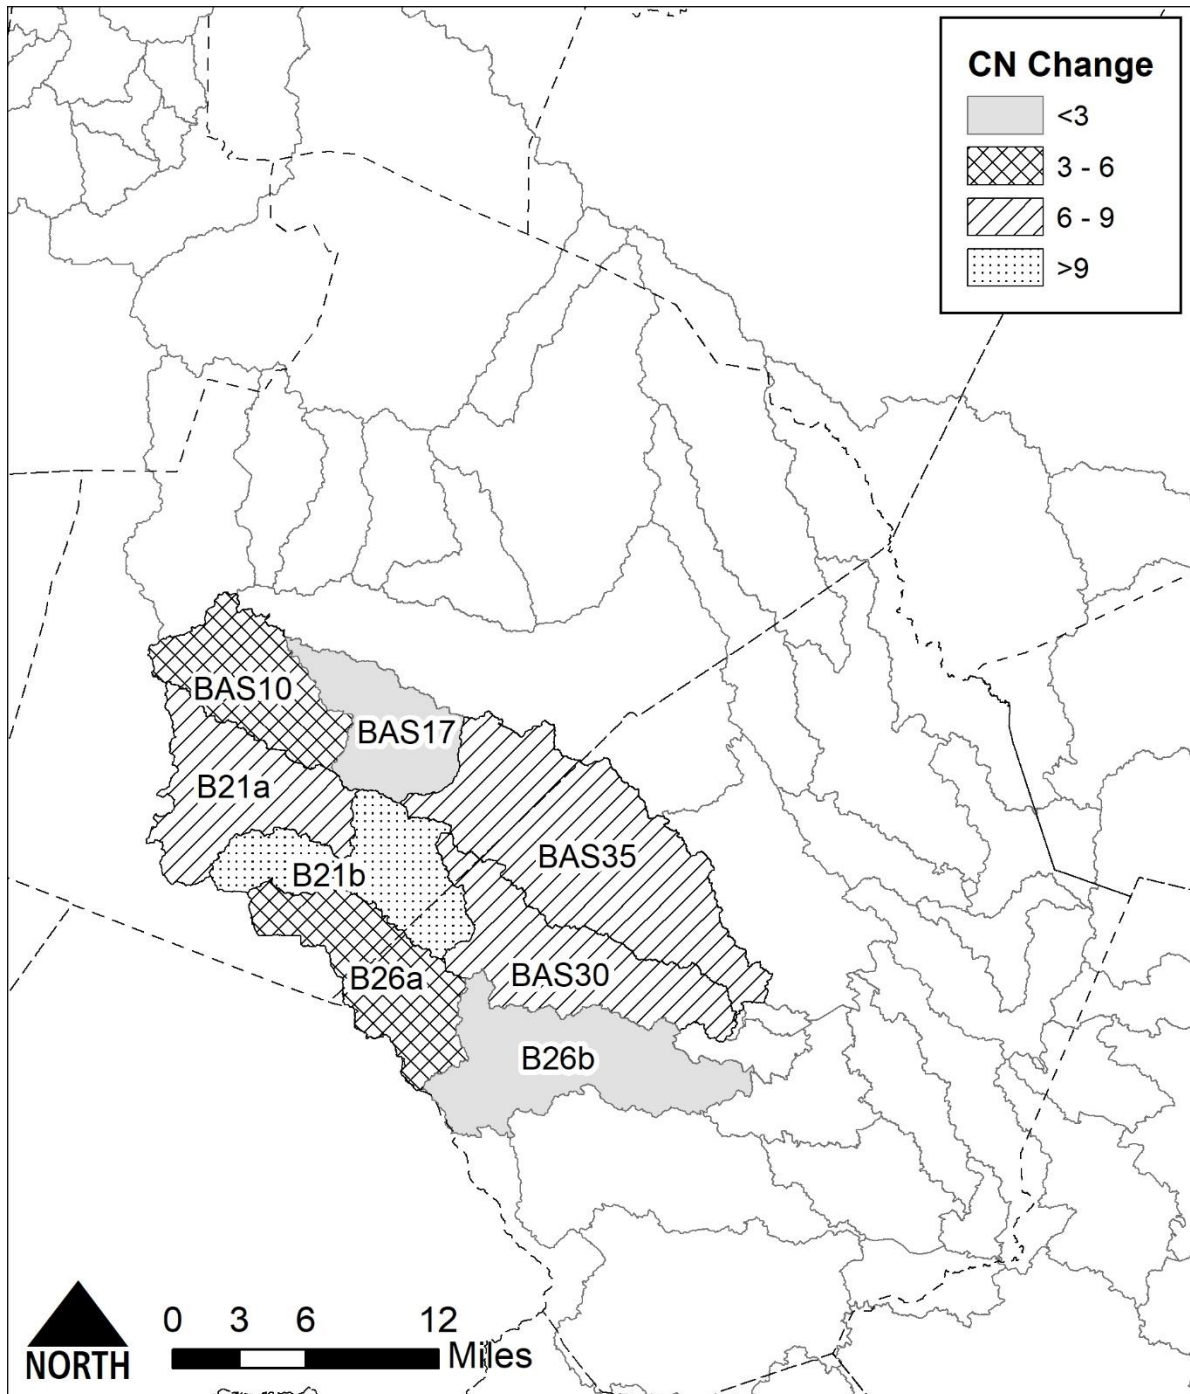 CN Change
<3
3 - 6
6 - 9
>9
BAS10
BAS17
B21a
BAS35
B21b
B26a
BAS30
B26b
0 3 6 12
Miles
NORTH